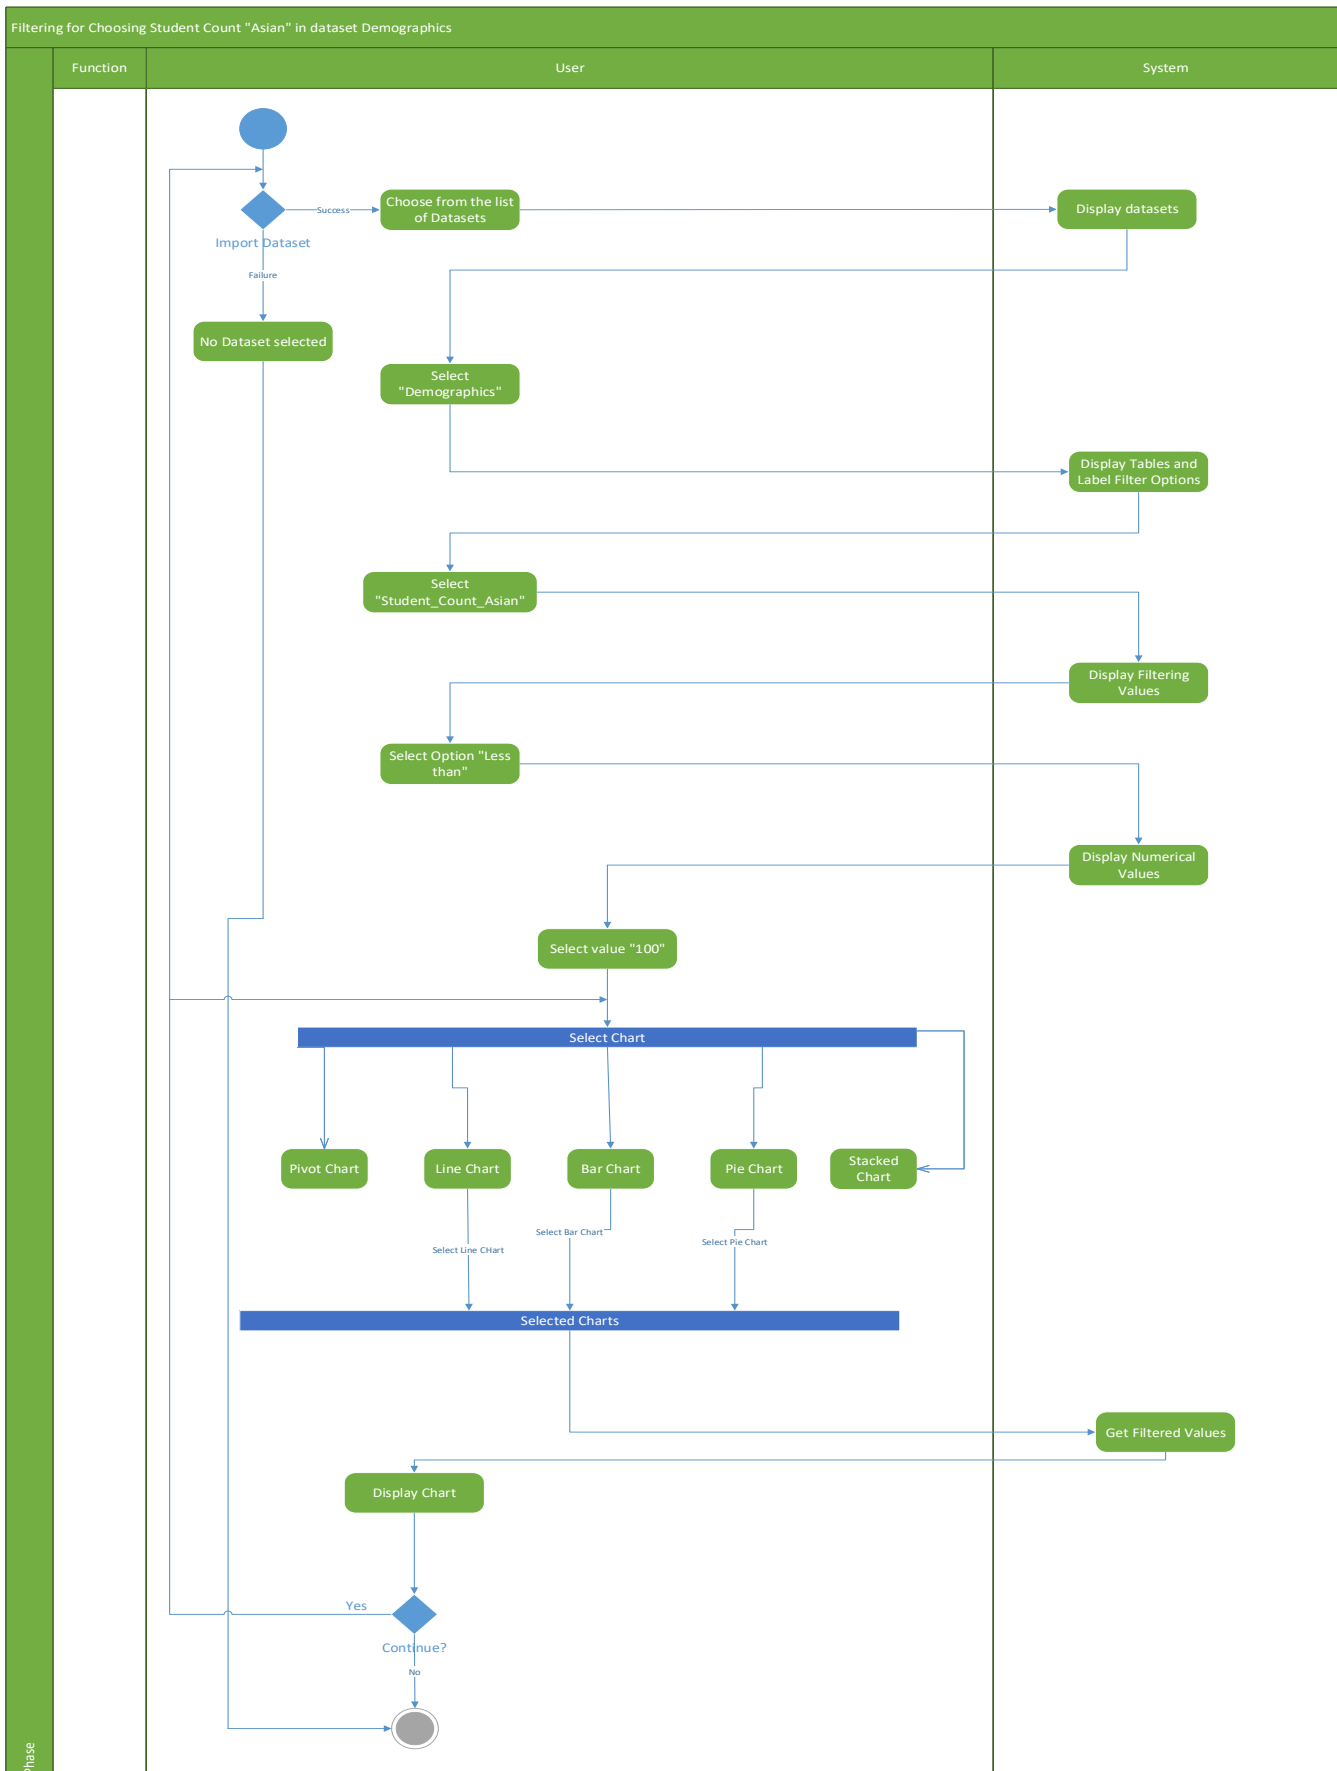 Filtering for Choosing Student Count "Asian" in dataset Demographics
Function
User
System
Success
Choose from the list
of Datasets
Display datasets
Import Dataset
Failure
No Dataset selected
Select
"Demographics"
Display Tables and
Label Filter Options
Select
"Student_Count_Asian"
Display Filtering
Values
Select Option "Less
than"
Display Numerical
Values
Select value "100"
Select Chart
Pivot Chart
Line Chart
Bar Chart
Pie Chart
Stacked
Chart
Select Bar Chart
Select Pie Chart
Select Line CHart
Selected Charts
Get Filtered Values
Display Chart
Yes
Continue?
No
Phase